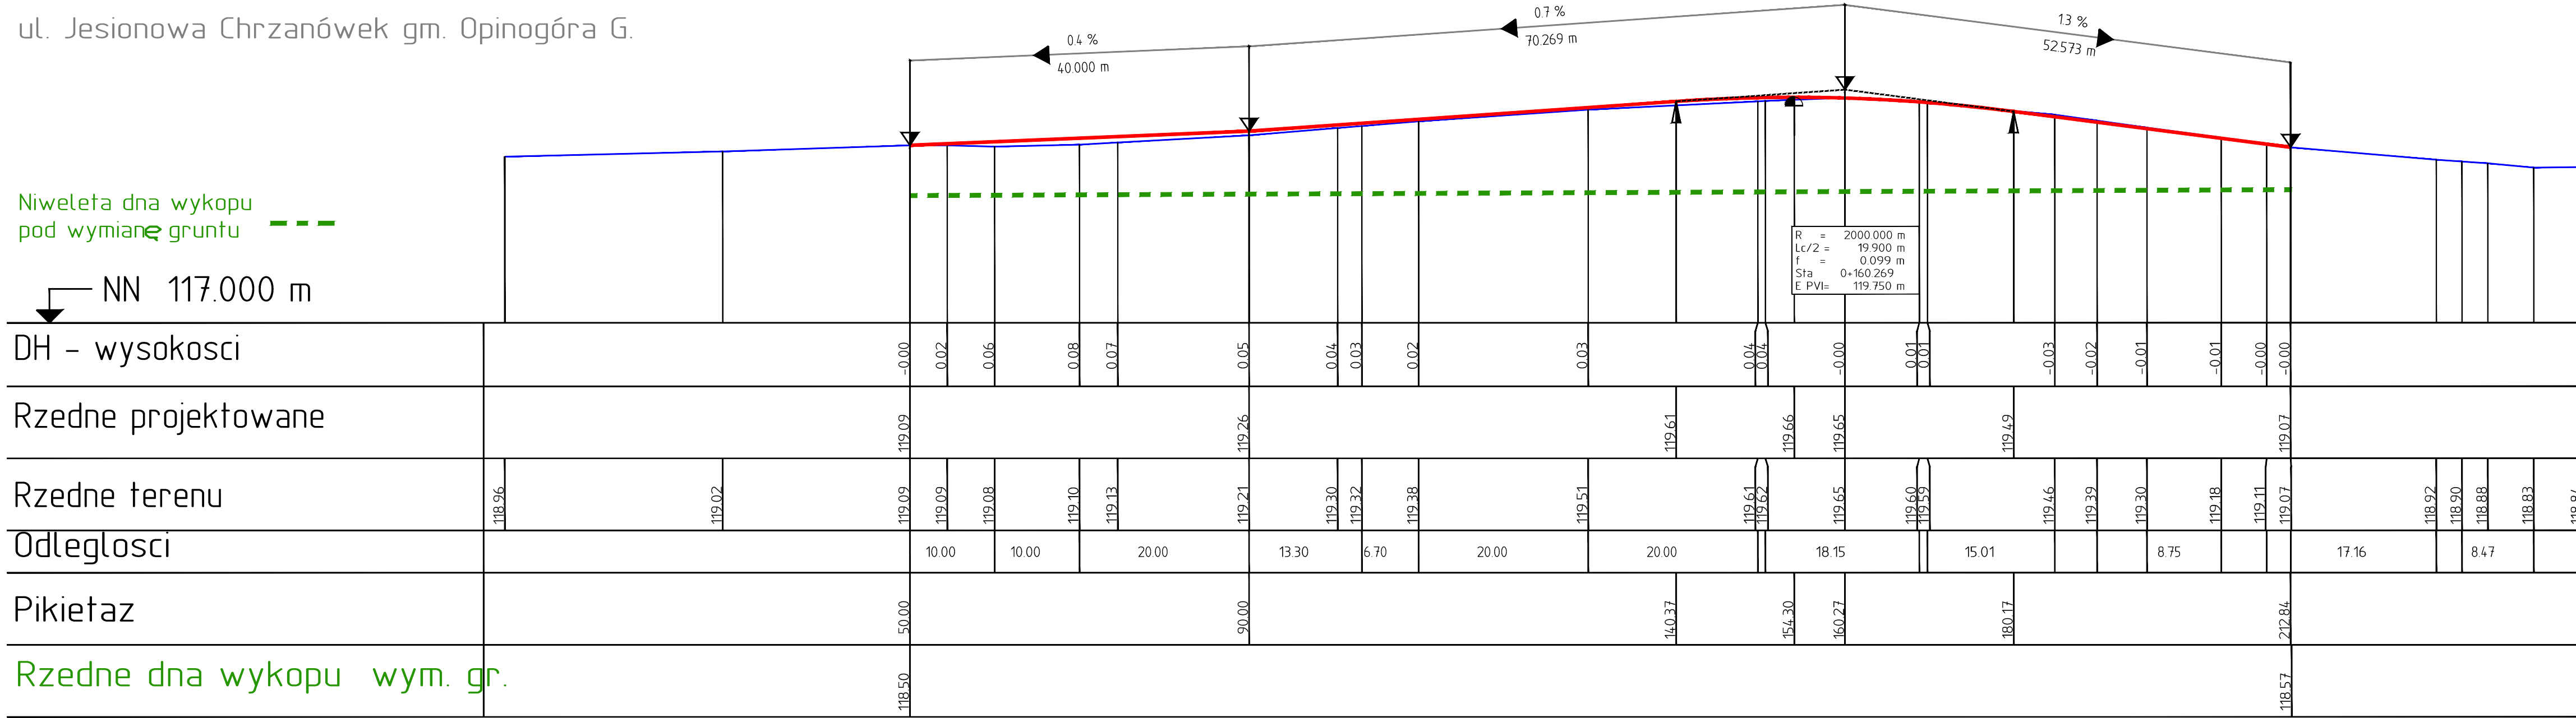 ul. Jesionowa Chrzanówek gm. Opinogóra G.
0.4 %
40.000 m
0.7 %
70.269 m
1.3 %
52.573 m
Niweleta dna wykopu
pod wymianę gruntu
NN 117.000 m
R = 2000.000 m
Lc/2 = 19.900 m
f = 0.099 m
Sta 0+160.269
E PVI= 119.750 m
DH - wysokosci
-0.00 0.02 0.06 0.08 0.07 0.05 0.04 0.03 0.02 0.03 0.04 0.04 -0.00 0.01 0.01 -0.03 -0.02 -0.01 -0.01 -0.00 -0.00
Rzedne projektowane
119.09 119.26 119.61 119.66 119.65 119.49 119.07
Rzedne terenu
118.96 119.02 119.09 119.09 119.08 119.10 119.13 119.21 119.30 119.32 119.38 119.51 119.61 119.62 119.65 119.60 119.59 119.46 119.39 119.30 119.18 119.11 119.07 118.92 118.90 118.88 118.83
Odleglosci
10.00 10.00 20.00 13.30 6.70 20.00 20.00 18.15 15.01 8.75 17.16 8.47
Pikietaz
50.00 90.00 140.37 154.30 160.27 180.17 212.84
Rzedne dna wykopu wym. gr.
118.50 118.57